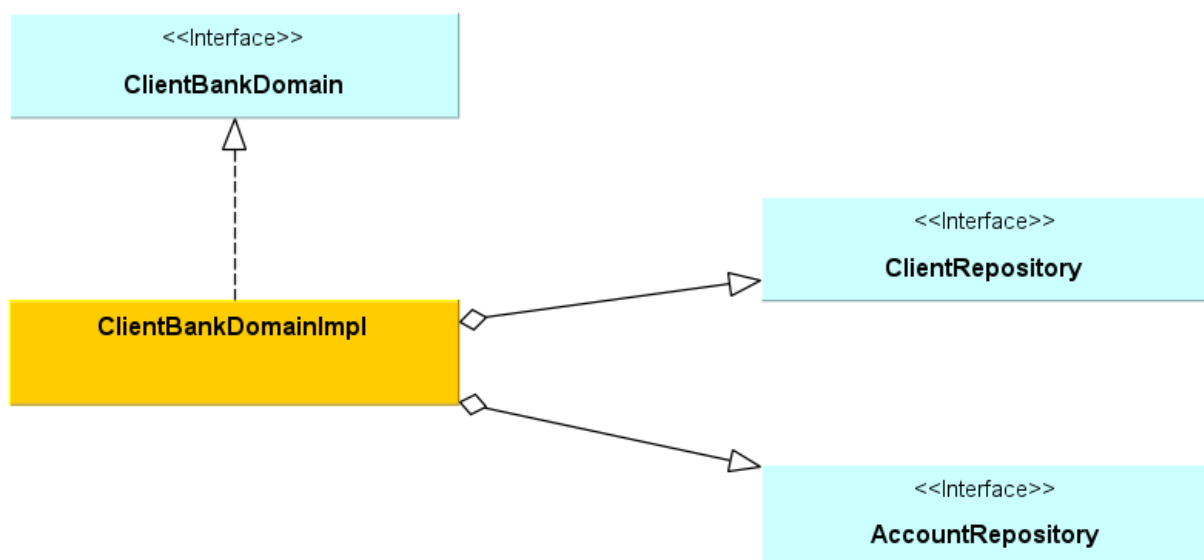 <<Interface>>
ClientBankDomain
<<Interface>>
ClientRepository
ClientBankDomainImpl
<<Interface>>
AccountRepository